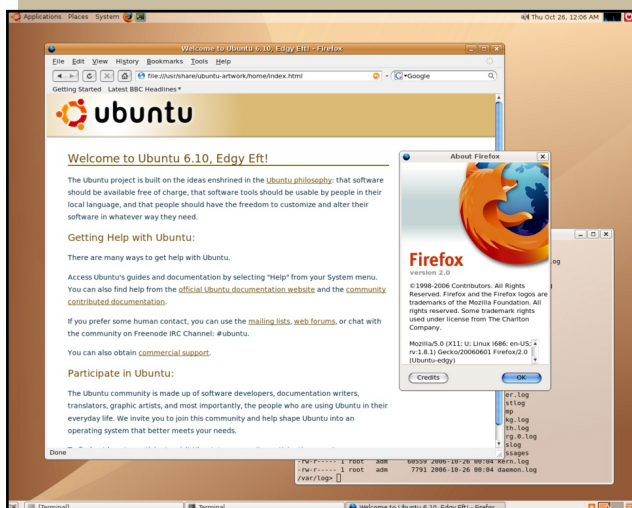 Applications Places System
Thu Oct 26, 12:06 AM
Welcome to Ubuntu 6.10, Edgy Eft! - Firefox
File Edit View History Bookmarks Tools Help
file:///usr/share/ubuntu-artwork/home/index.html
Google
Getting Started Latest BBC Headlines
ubuntu
Welcome to Ubuntu 6.10, Edgy Eft!
The Ubuntu project is built on the ideas enshrined in the Ubuntu philosophy: that software
should be available free of charge, that software tools should be usable by people in their
local language, and that people should have the freedom to customize and alter their
software in whatever way they need.
Getting Help with Ubuntu:
There are many ways to get help with Ubuntu.
Access Ubuntu's guides and documentation by selecting "Help" from your System menu.
You can also find help from the official Ubuntu documentation website and the community
contributed documentation.
If you prefer some human contact, you can use the mailing lists, web forums, or chat with
the community on Freenode IRC Channel: #ubuntu.
You can also obtain commercial support.
Participate in Ubuntu:
The Ubuntu community is made up of software developers, documentation writers,
translators, graphic artists, and most importantly, the people who are using Ubuntu in their
everyday life. We invite you to join this community and help shape Ubuntu into an
operating system that better meets your needs.
Done
About Firefox
Firefox
version 2.0
©1998-2006 Contributors. All Rights
Reserved. Firefox and the Firefox logos are
trademarks of the Mozilla Foundation. All
rights reserved. Some trademark rights
used under license from The Charlton
Company.
Mozilla/5.0 (X11; U; Linux i686; en-US;
rv:1.8.1) Gecko/20060601 Firefox/2.0
(Ubuntu-edgy)
Credits OK
og
er.log
stlog
mp
kg.log
th.log
rg.0.log
slog
ssages
-rw-r----- 1 root adm 60559 2006-10-26 00:04 kern.log
-rw-r----- 1 root adm 7791 2006-10-26 00:04 daemon.log
/var/log>
[Terminal] Terminal Welcome to Ubuntu 6.10, Edgy Eft! - Firefox